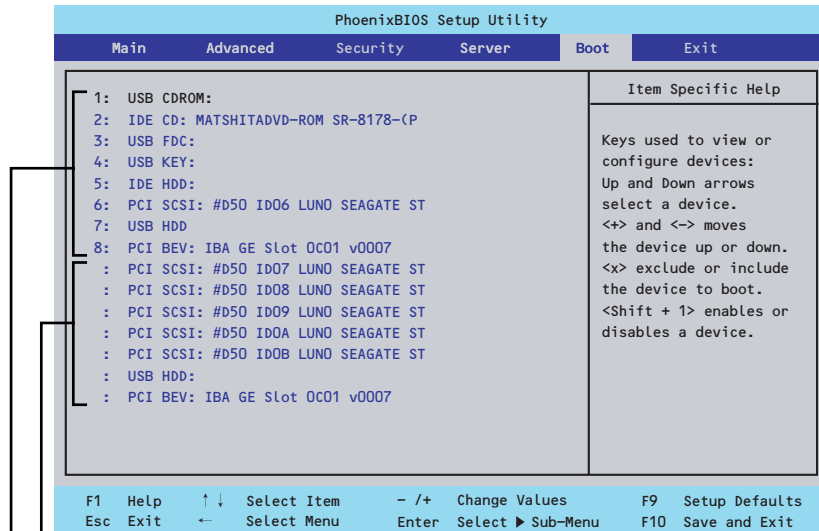 PhoenixBIOS Setup Utility
Main Advanced Security Server Boot Exit
1: USB CDROM:
2: IDE CD: MATSHITADVD-ROM SR-8178-(P
3: USB FDC:
4: USB KEY:
5: IDE HDD:
6: PCI SCSI: #D50 ID06 LUN0 SEAGATE ST
7: USB HDD
8: PCI BEV: IBA GE Slot 0C01 v0007
: PCI SCSI: #D50 ID07 LUN0 SEAGATE ST
: PCI SCSI: #D50 ID08 LUN0 SEAGATE ST
: PCI SCSI: #D50 ID09 LUN0 SEAGATE ST
: PCI SCSI: #D50 ID0A LUN0 SEAGATE ST
: PCI SCSI: #D50 ID0B LUN0 SEAGATE ST
: USB HDD:
: PCI BEV: IBA GE Slot 0C01 v0007
Item Specific Help
Keys used to view or
configure devices:
Up and Down arrows
select a device.
<+> and <-> moves
the device up or down.
<x> exclude or include
the device to boot.
<Shift + 1> enables or
disables a device.
F1 Help ↑↓ Select Item - /+ Change Values F9 Setup Defaults
Esc Exit ← Select Menu Enter Select ▶ Sub-Menu F10 Save and Exit